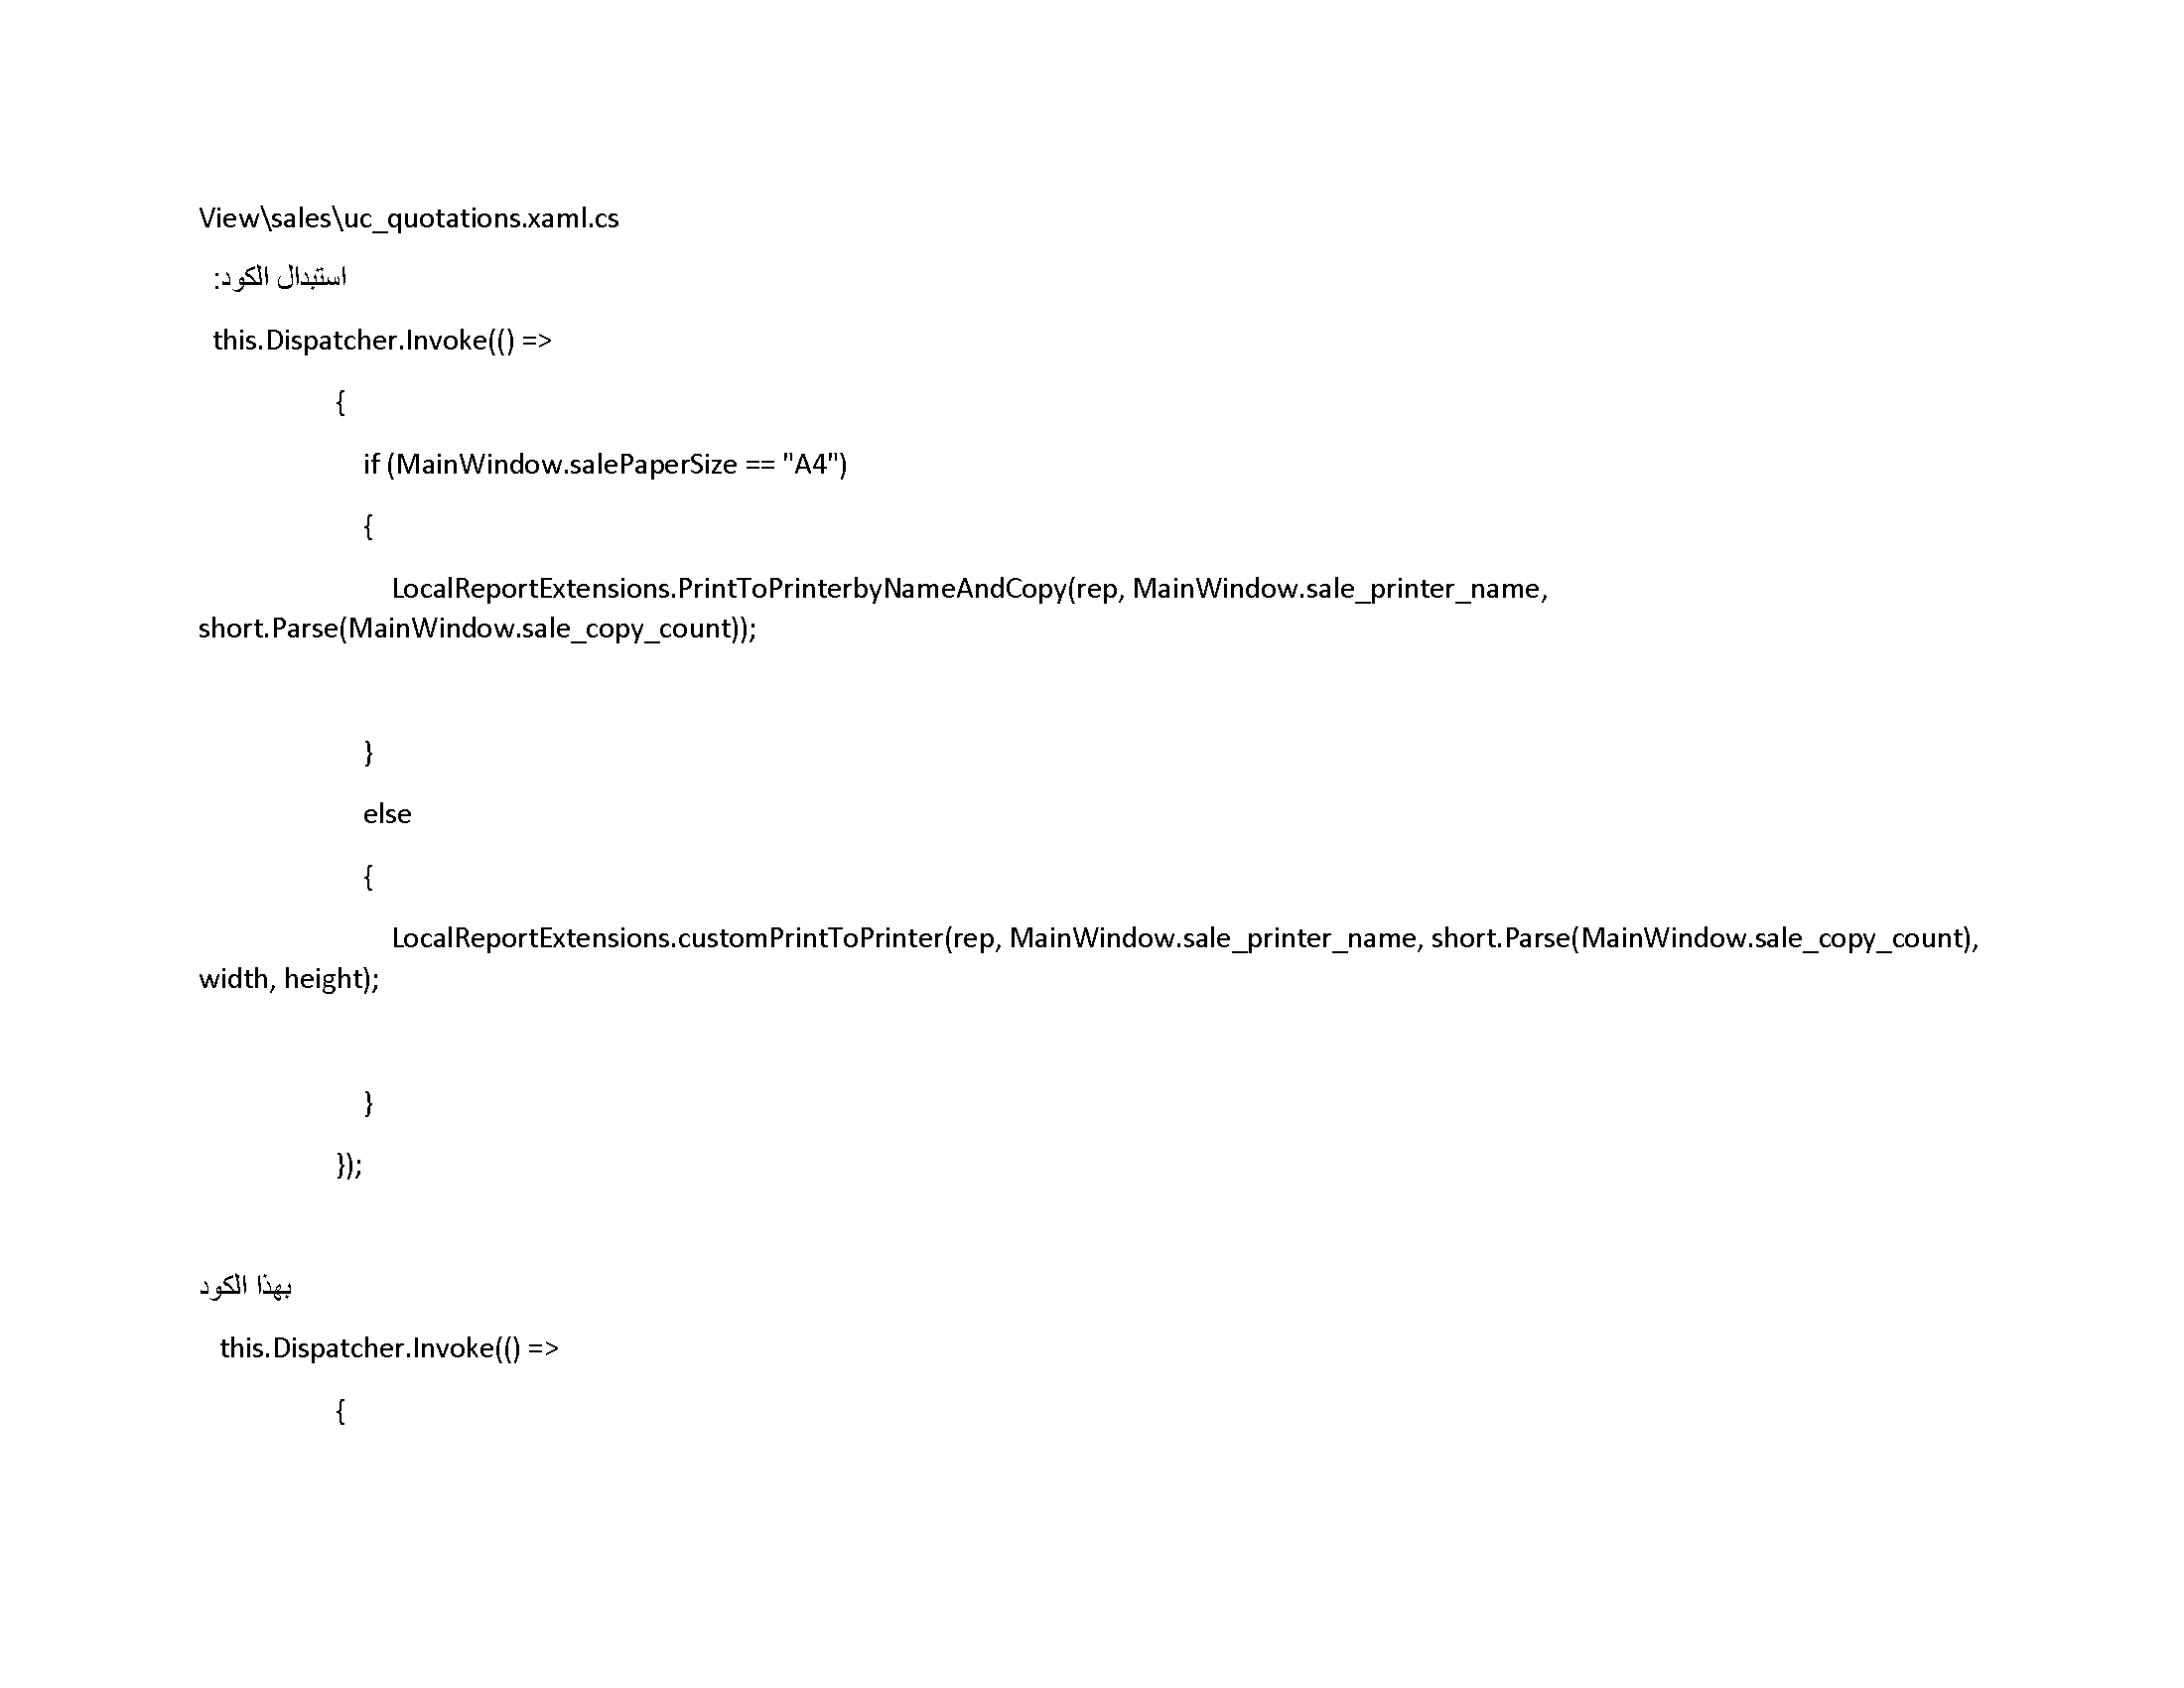 View\sales\uc_quotations.xaml.cs
استبدال الكود:
this.Dispatcher.Invoke(() =>
{
if (MainWindow.salePaperSize == "A4")
{
LocalReportExtensions.PrintToPrinterbyNameAndCopy(rep, MainWindow.sale_printer_name,
short.Parse(MainWindow.sale_copy_count));
}
else
{
LocalReportExtensions.customPrintToPrinter(rep, MainWindow.sale_printer_name, short.Parse(MainWindow.sale_copy_count),
width, height);
}
});
بهذا الكود
this.Dispatcher.Invoke(() =>
{